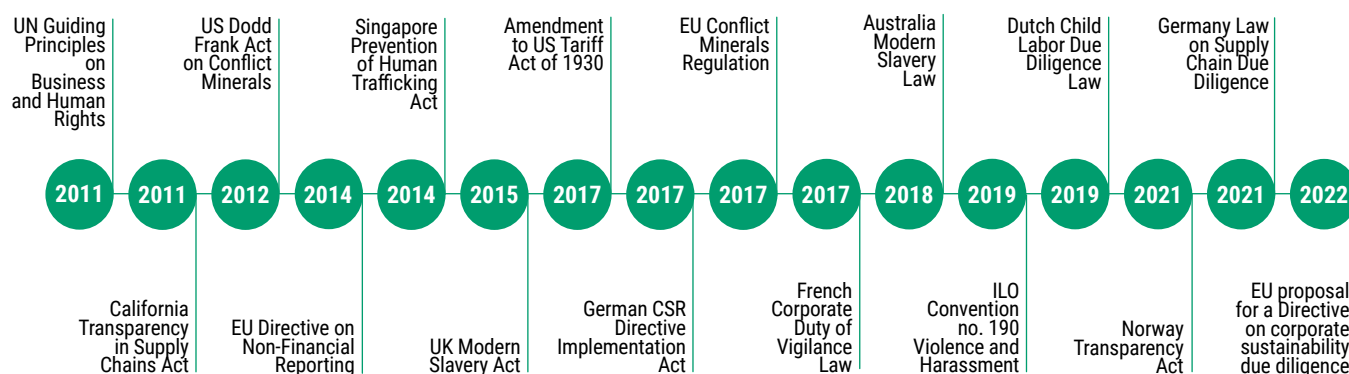 UN Guiding
Principles
on
Business
and Human
Rights
US Dodd
Frank Act
on Conflict
Minerals
Singapore
Prevention
of Human
Trafficking
Act
Amendment
to US Tariff
Act of 1930
EU Conflict
Minerals
Regulation
Australia
Modern
Slavery
Law
Dutch Child
Labor Due
Diligence
Law
Germany Law
on Supply
Chain Due
Diligence
2011
2011
2012
2014
2014
2015
2017
2017
2017
2017
2018
2019
2019
2021
2021
2022
California
Transparency
in Supply
Chains Act
EU Directive on
Non-Financial
Reporting
UK Modern
Slavery Act
German CSR
Directive
Implementation
Act
French
Corporate
Duty of
Vigilance
Law
ILO
Convention
no. 190
Violence and
Harassment
Norway
Transparency
Act
EU proposal
for a Directive
on corporate
sustainability
due diligence